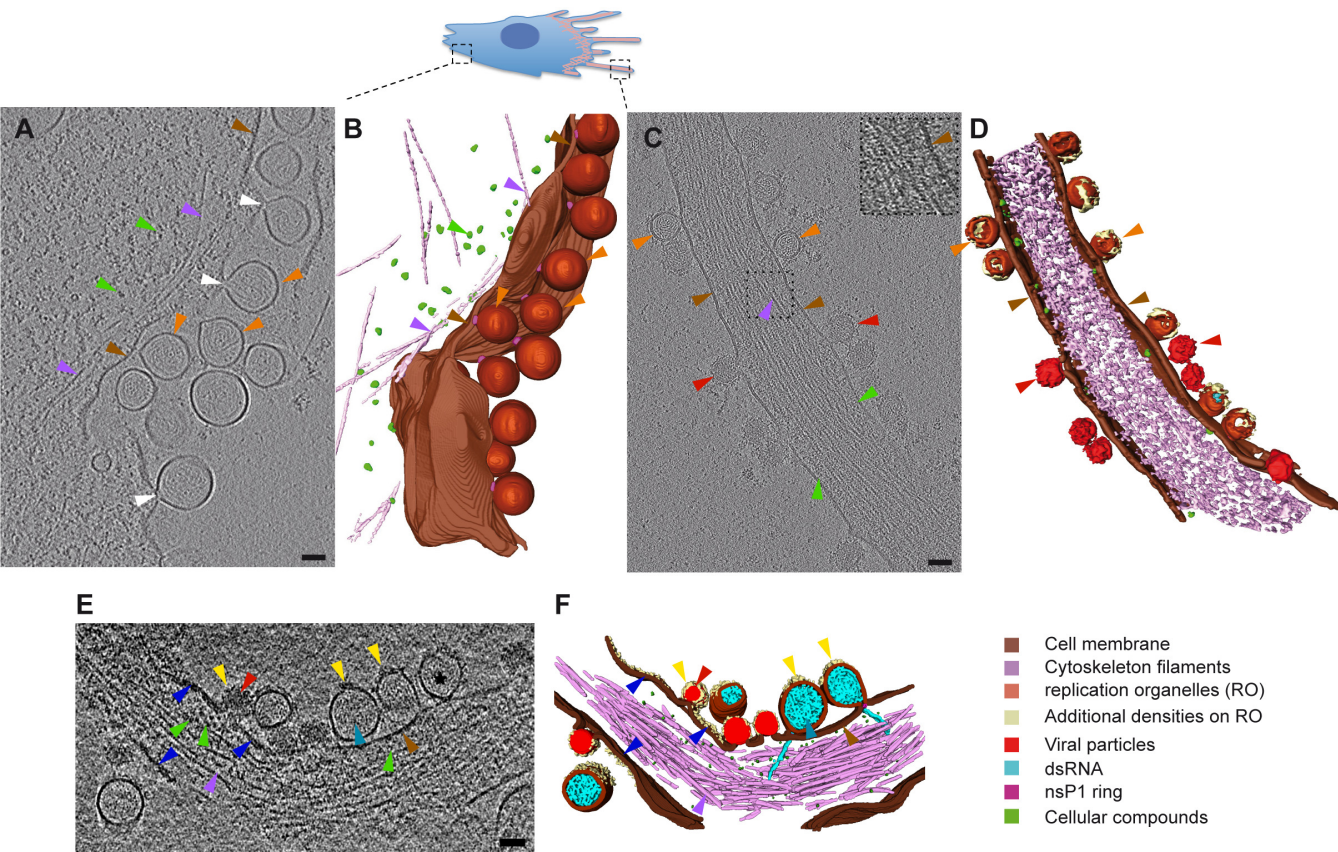 A
B
C
D
E
F
Cell membrane
Cytoskeleton filaments
replication organelles (RO)
Additional densities on RO
Viral particles
dsRNA
nsP1 ring
Cellular compounds